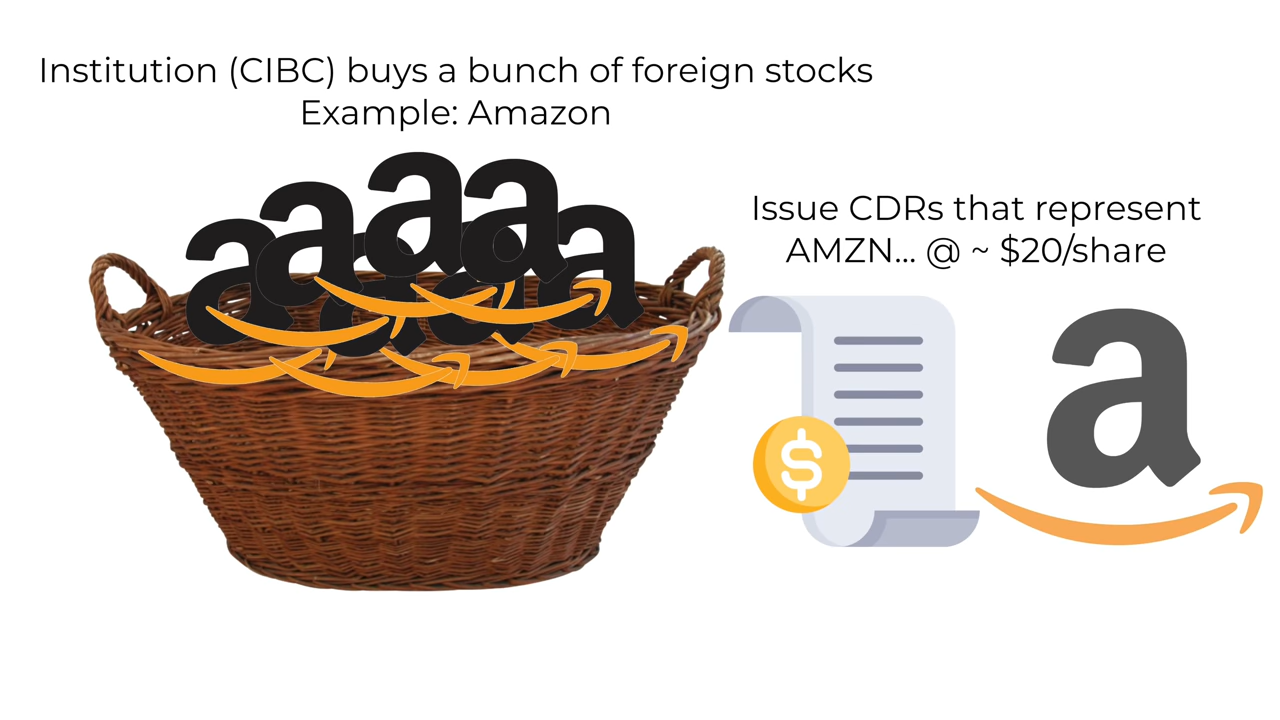 Institution (CIBC) buys a bunch of foreign stocks
Example: Amazon
Issue CDRs that represent
AMZN... @ ~ $20/share
a
a
a
a
a
a
a
$
a